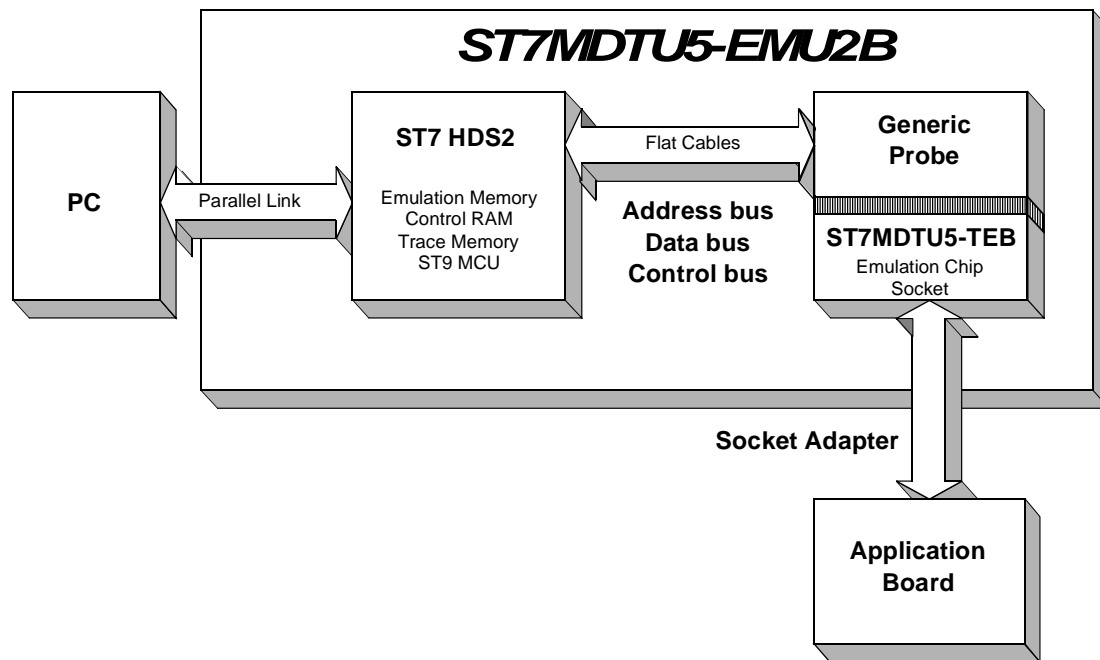 ST7MDTU5-EMU2B
PC
Parallel Link
ST7 HDS2
Emulation Memory
Control RAM
Trace Memory
ST9 MCU
Flat Cables
Address bus
Data bus
Control bus
Generic
Probe
ST7MDTU5-TEB
Emulation Chip
Socket
Socket Adapter
Application
Board